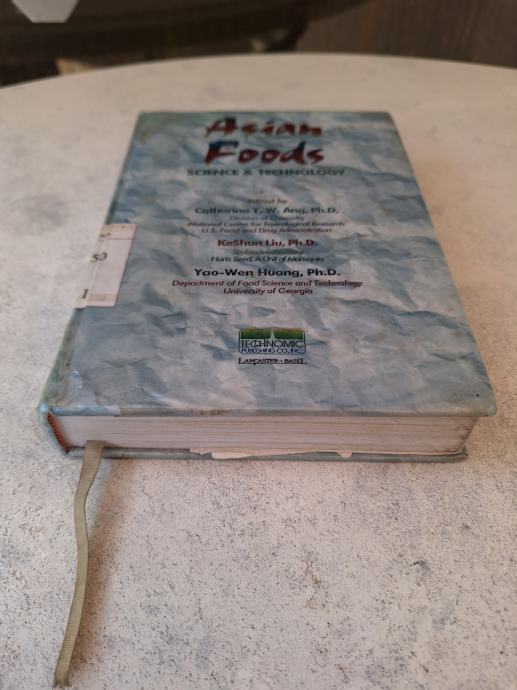 Asian
Foods
SCIENCE & TECHNOLOGY
Edited by
Catharina Y. W. Ang, Ph.D.
Division of Chemistry
National Center for Toxicological Research
U.S. Food and Drug Administration
KeShun Liu, Ph.D.
Soyfoods Laboratory
Hartz Seed, A Unit of Monsanto
Yao-Wen Huang, Ph.D.
Department of Food Science and Technology
University of Georgia
TECHNOMIC
PUBLISHING CO., INC.
LANCASTER · BASEL